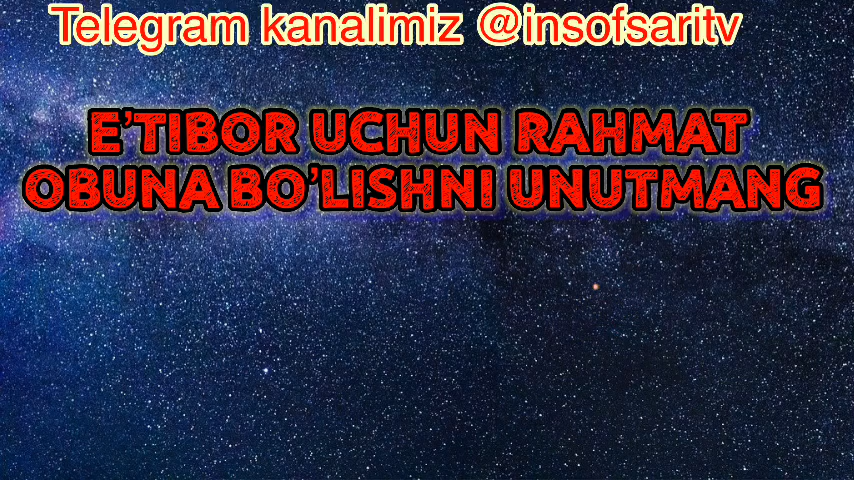 Telegram kanalimiz @insofsaritv
E’TIBOR UCHUN RAHMAT
OBUNA BO’LISHNI UNUTMANG